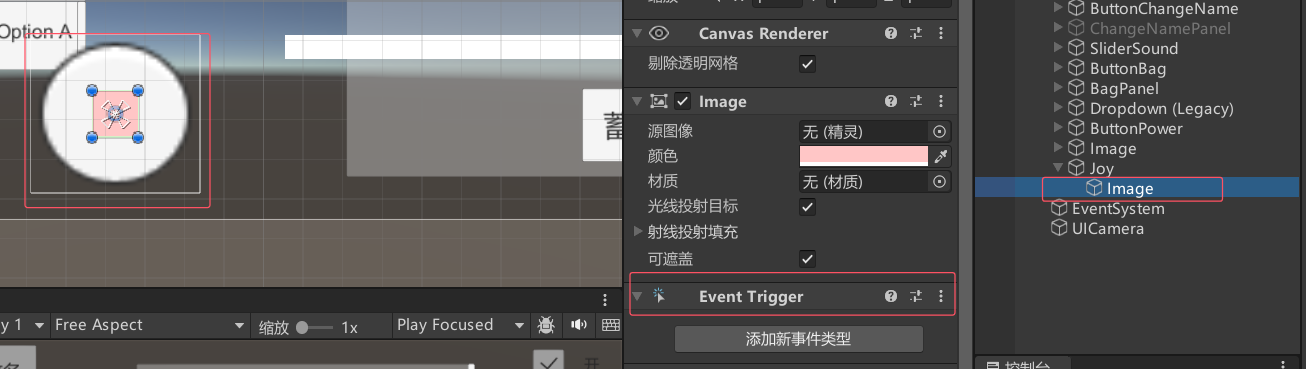 Option A
蓄
y 1
Free Aspect
缩放
1x
Play Focused
开
Canvas Renderer
剔除透明网格
Image
源图像
无 (精灵)
颜色
材质
无 (材质)
光线投射目标
射线投射填充
可遮盖
Event Trigger
添加新事件类型
ButtonChangeName
ChangeNamePanel
SliderSound
ButtonBag
BagPanel
Dropdown (Legacy)
ButtonPower
Image
Joy
Image
EventSystem
UICamera
控制台